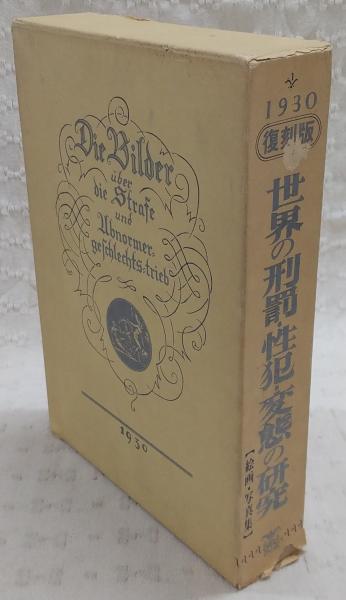 Die Bilder
über
die Strafe
und
Abnormer-
geschlechts-trieb
1930
1930
復刻版
世界の刑罰・性犯・変態の研究
【絵画・写真集】